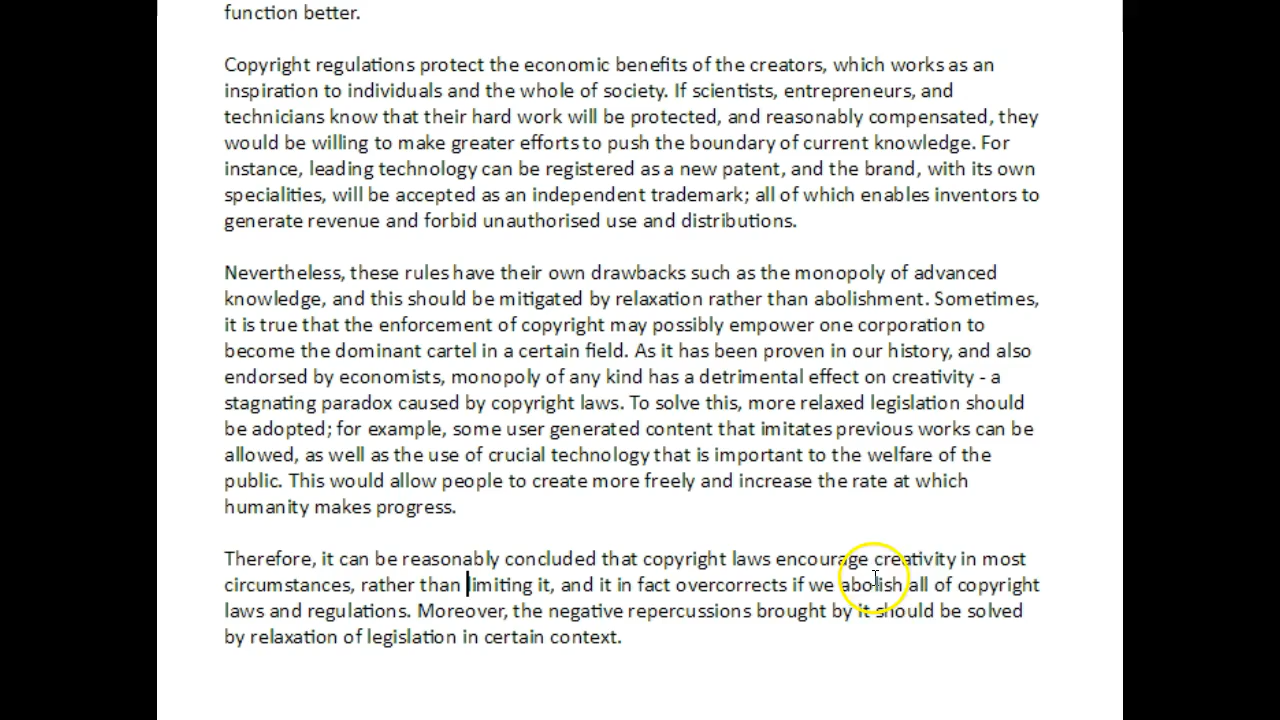 function better.
Copyright regulations protect the economic benefits of the creators, which works as an
inspiration to individuals and the whole of society. If scientists, entrepreneurs, and
technicians know that their hard work will be protected, and reasonably compensated, they
would be willing to make greater efforts to push the boundary of current knowledge. For
instance, leading technology can be registered as a new patent, and the brand, with its own
specialities, will be accepted as an independent trademark; all of which enables inventors to
generate revenue and forbid unauthorised use and distributions.
Nevertheless, these rules have their own drawbacks such as the monopoly of advanced
knowledge, and this should be mitigated by relaxation rather than abolishment. Sometimes,
it is true that the enforcement of copyright may possibly empower one corporation to
become the dominant cartel in a certain field. As it has been proven in our history, and also
endorsed by economists, monopoly of any kind has a detrimental effect on creativity - a
stagnating paradox caused by copyright laws. To solve this, more relaxed legislation should
be adopted; for example, some user generated content that imitates previous works can be
allowed, as well as the use of crucial technology that is important to the welfare of the
public. This would allow people to create more freely and increase the rate at which
humanity makes progress.
Therefore, it can be reasonably concluded that copyright laws encourage creativity in most
circumstances, rather than limiting it, and it in fact overcorrects if we abolish all of copyright
laws and regulations. Moreover, the negative repercussions brought by it should be solved
by relaxation of legislation in certain context.